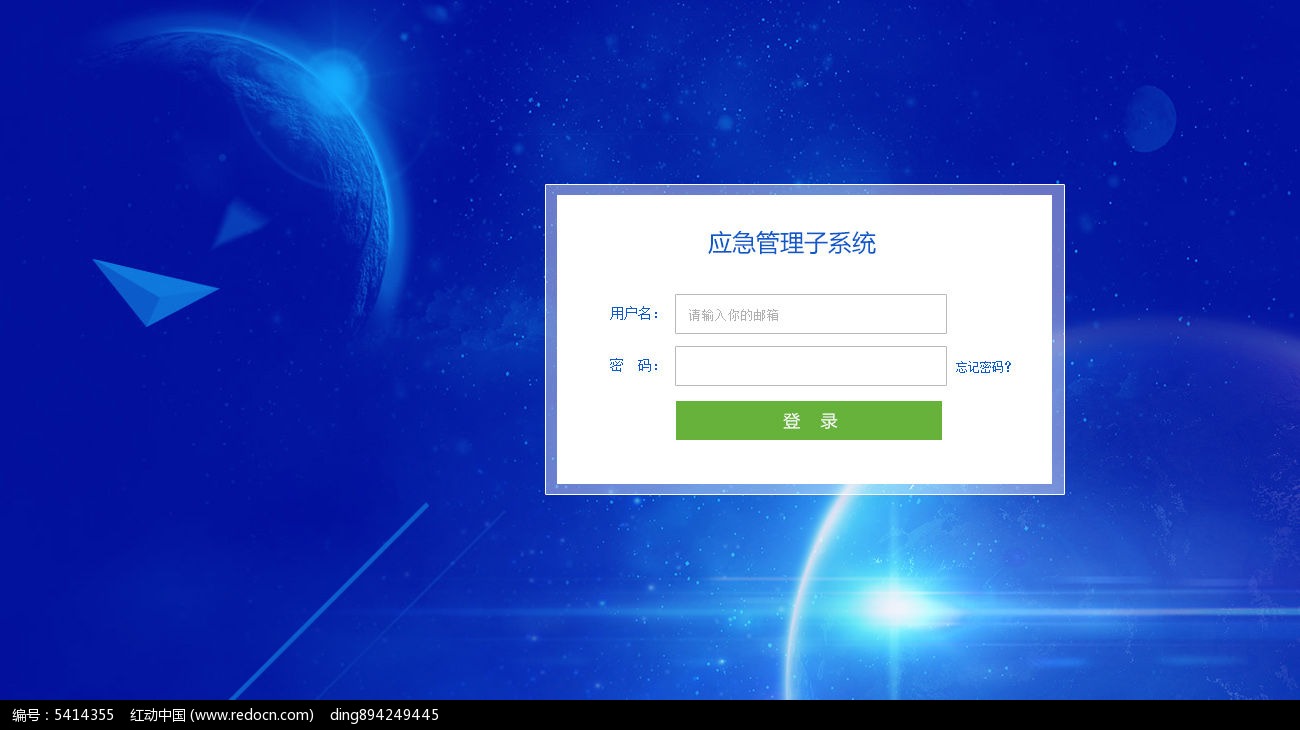 应急管理子系统
用户名： 请输入你的邮箱
密 码： 忘记密码？
登 录
编号：5414355 红动中国 (www.redocn.com) ding894249445